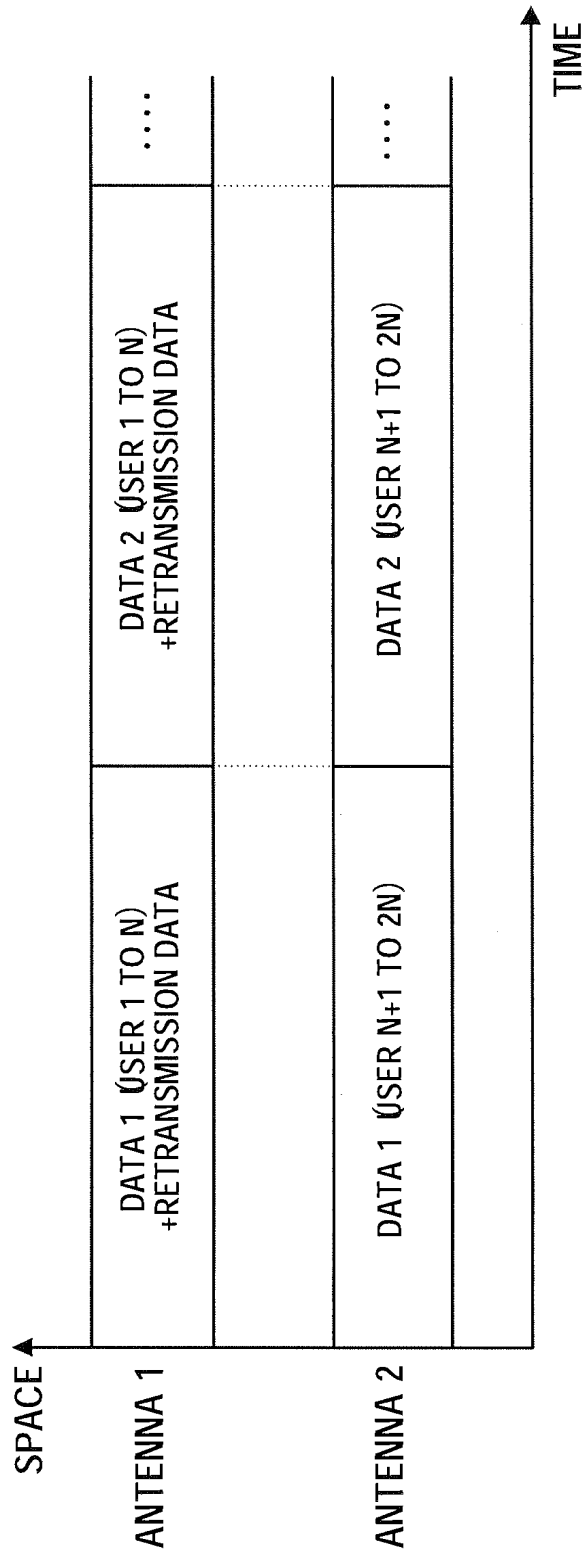 SPACE
ANTENNA 1
DATA 1 (USER 1 TO N)
+RETRANSMISSION DATA
DATA 2 (USER 1 TO N)
+RETRANSMISSION DATA
....
ANTENNA 2
DATA 1 (USER N+1 TO 2N)
DATA 2 (USER N+1 TO 2N)
....
TIME